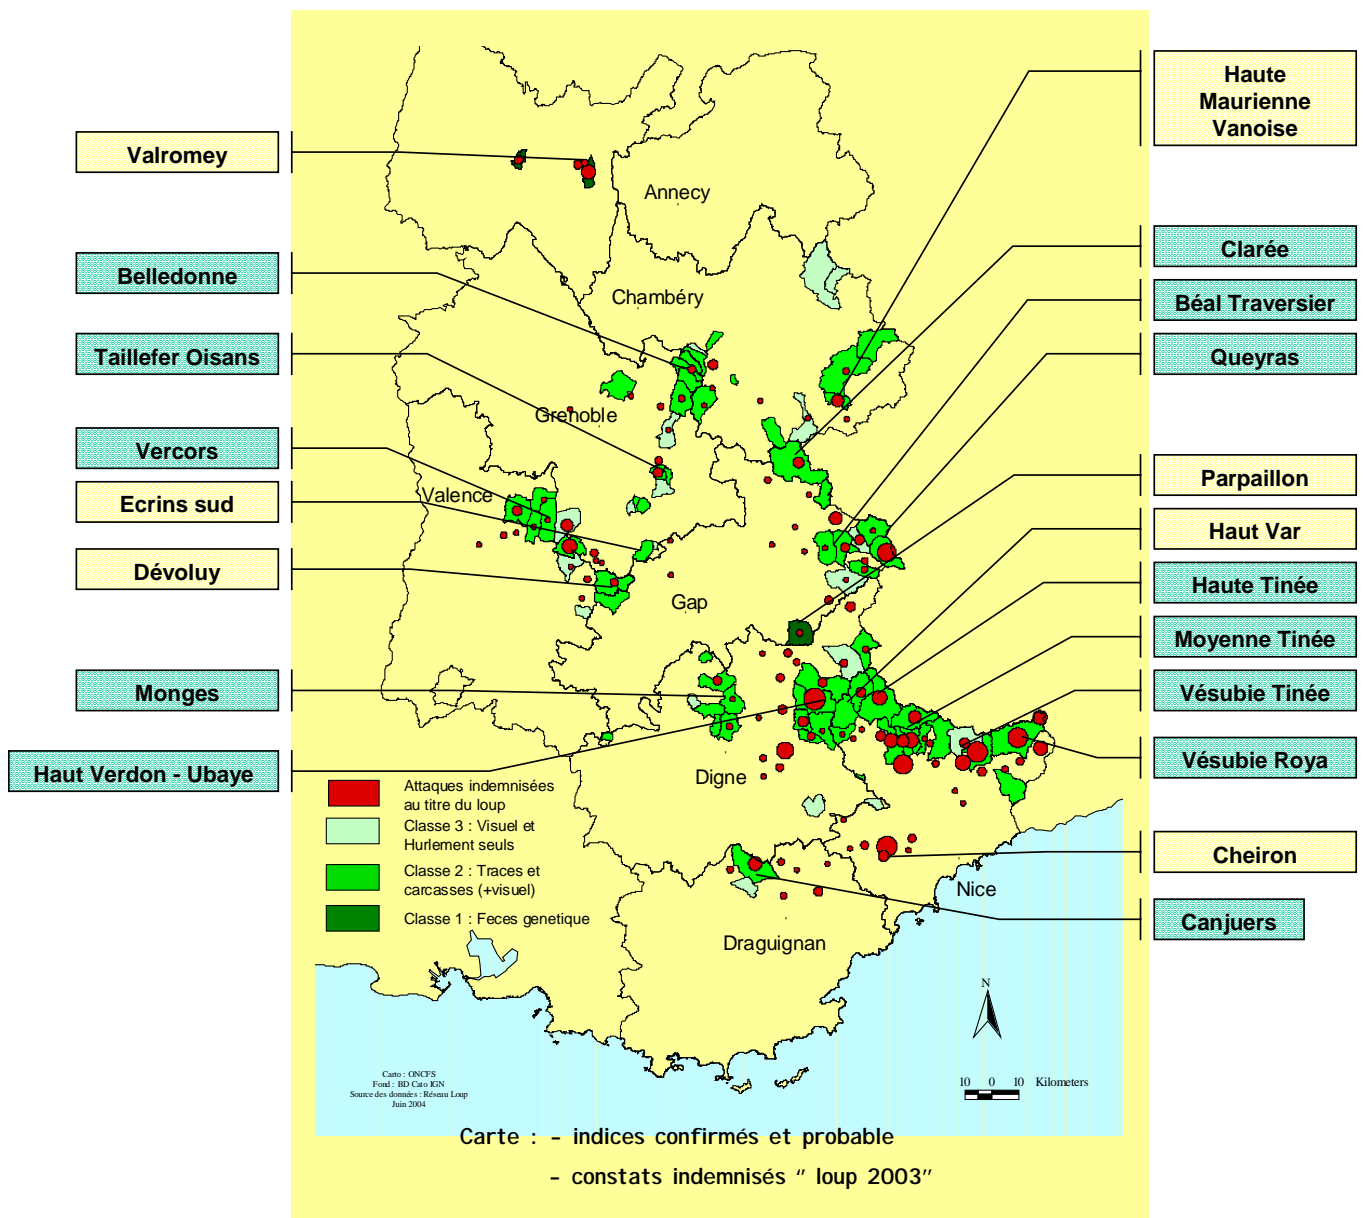 Haute
Maurienne
Vanoise
Valromey
Annecy
Clarée
Belledonne
Chambéry
Béal Traversier
Taillefer Oisans
Queyras
Grenoble
Vercors
Parpaillon
Ecrins sud
Valence
Haut Var
Dévoluy
Haute Tinée
Gap
Moyenne Tinée
Monges
Vésubie Tinée
Haut Verdon - Ubaye
Vésubie Roya
Digne
Attaques indemnisées
au titre du loup
Classe 3 : Visuel et
Hurlement seuls
Classe 2 : Traces et
carcasses (+visuel)
Classe 1 : Feces genetique
Cheiron
Nice
Canjuers
Draguignan
N
Carto : ONCFS
Fond : BD Cato IGN
Source des données : Réseau Loup
Juin 2004
10 0 10 Kilometers
Carte : - indices confirmés et probable
- constats indemnisés " loup 2003"